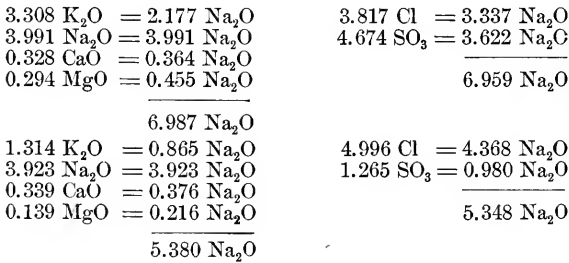 3.308 K₂O = 2.177 Na₂O 3.817 Cl = 3.337 Na₂O
3.991 Na₂O = 3.991 Na₂O 4.674 SO₃ = 3.622 Na₂O
0.328 CaO = 0.364 Na₂O
0.294 MgO = 0.455 Na₂O 6.959 Na₂O
6.987 Na₂O
1.314 K₂O = 0.865 Na₂O 4.996 Cl = 4.368 Na₂O
3.923 Na₂O = 3.923 Na₂O 1.265 SO₃ = 0.980 Na₂O
0.339 CaO = 0.376 Na₂O
0.139 MgO = 0.216 Na₂O 5.348 Na₂O
5.380 Na₂O